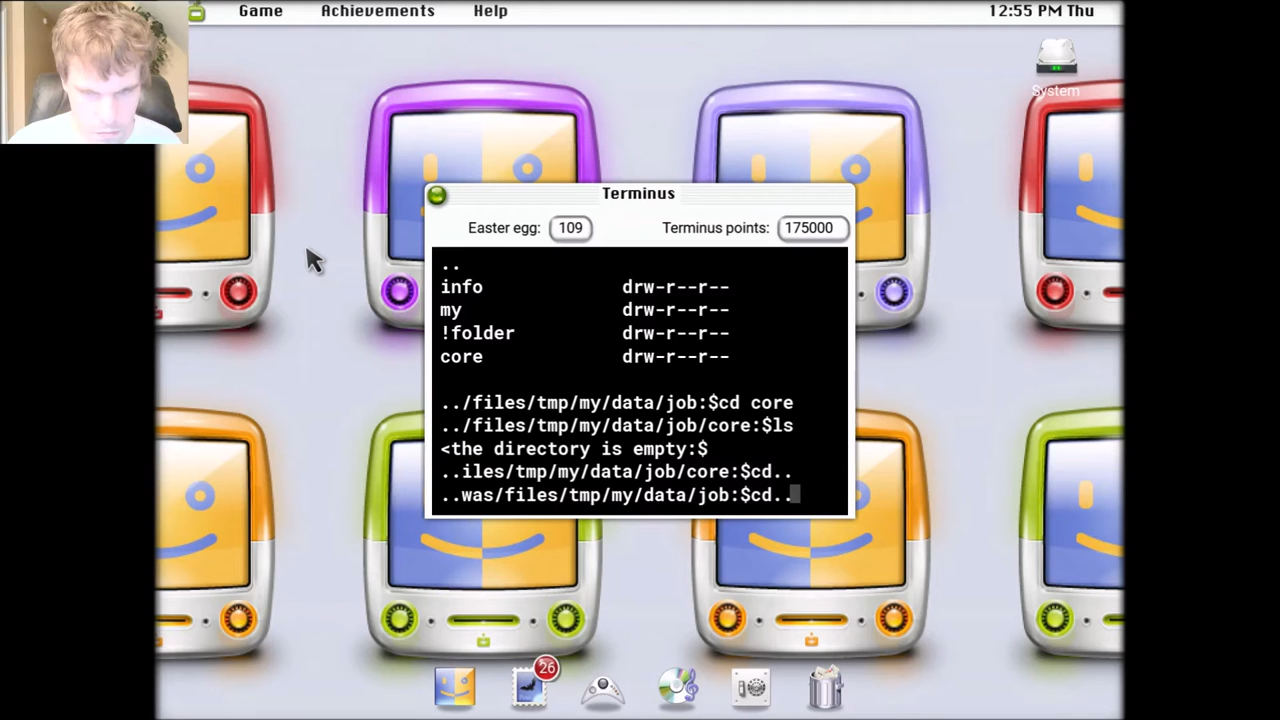 Game Achievements Help 12:55 PM Thu
System
Terminus
Easter egg: 109 Terminus points: 175000
..
info drw-r--r--
my drw-r--r--
!folder drw-r--r--
core drw-r--r--
../files/tmp/my/data/job:$cd core
../files/tmp/my/data/job/core:$ls
<the directory is empty:$
..iles/tmp/my/data/job/core:$cd..
..was/files/tmp/my/data/job:$cd..
26